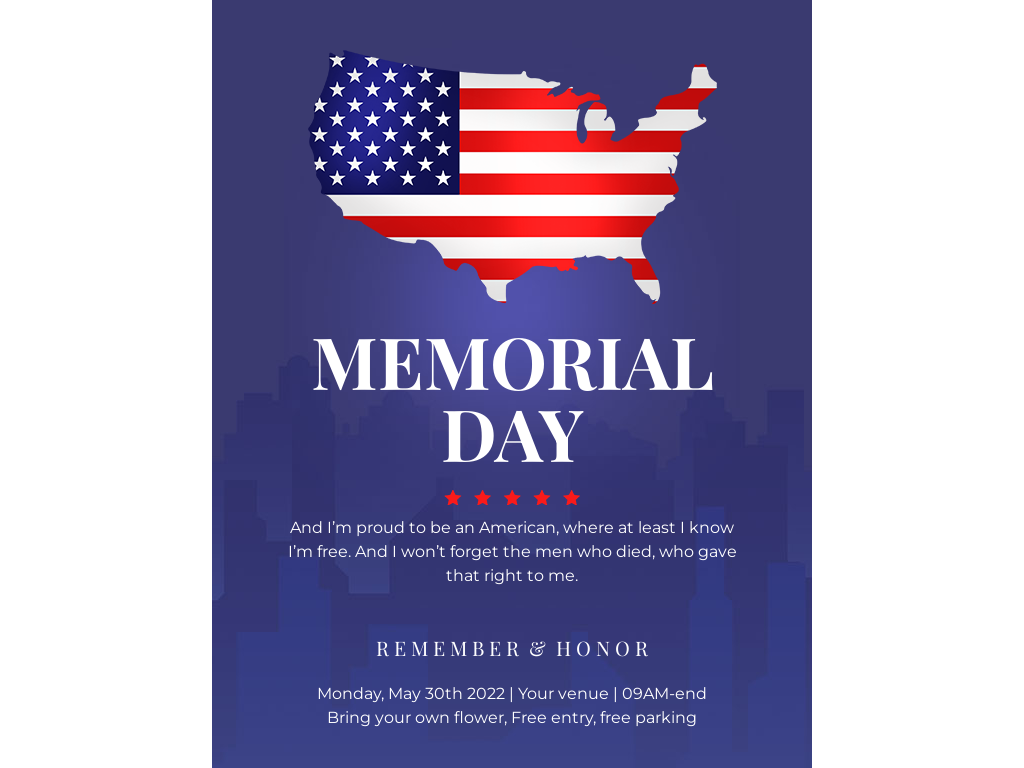 MEMORIAL
DAY
And I’m proud to be an American, where at least I know
I’m free. And I won’t forget the men who died, who gave
that right to me.
REMEMBER & HONOR
Monday, May 30th 2022 | Your venue | 09AM-end
Bring your own flower, Free entry, free parking